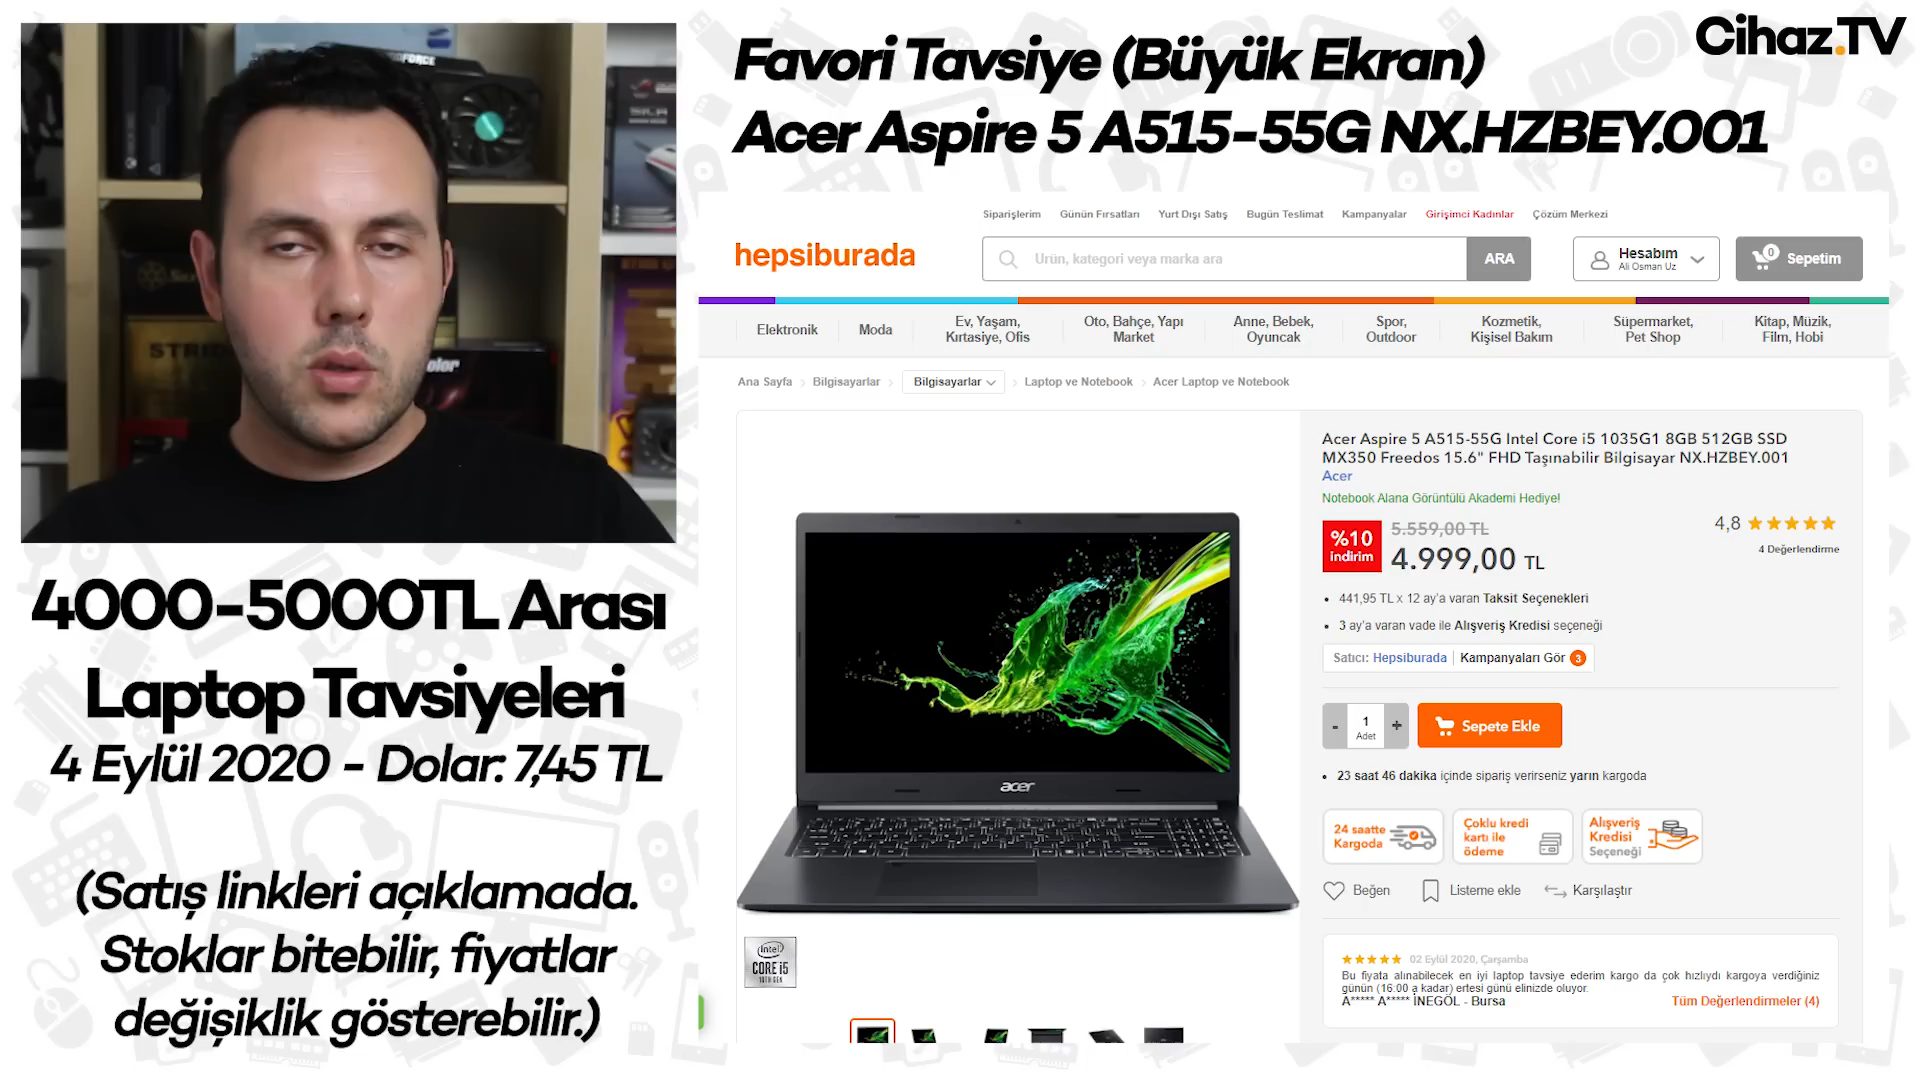 Favori Tavsiye (Büyük Ekran)
Acer Aspire 5 A515-55G NX.HZBEY.001
Cihaz.TV
FORCE
STRIX
olor
4000-5000TL Arası
Laptop Tavsiyeleri
4 Eylül 2020 - Dolar: 7,45 TL
(Satış linkleri açıklamada.
Stoklar bitebilir, fiyatlar
değişiklik gösterebilir.)
Siparişlerim Günün Fırsatları Yurt Dışı Satış Bugün Teslimat Kampanyalar Girişimci Kadınlar Çözüm Merkezi
hepsiburada
Ürün, kategori veya marka ara
ARA
Hesabım
Ali Osman Uz
0 Sepetim
Elektronik
Moda
Ev, Yaşam,
Kırtasiye, Ofis
Oto, Bahçe, Yapı
Market
Anne, Bebek,
Oyuncak
Spor,
Outdoor
Kozmetik,
Kişisel Bakım
Süpermarket,
Pet Shop
Kitap, Müzik,
Film, Hobi
Ana Sayfa Bilgisayarlar Bilgisayarlar Laptop ve Notebook Acer Laptop ve Notebook
acer
intel
CORE i5
10TH GEN
Acer Aspire 5 A515-55G Intel Core i5 1035G1 8GB 512GB SSD
MX350 Freedos 15.6" FHD Taşınabilir Bilgisayar NX.HZBEY.001
Acer
Notebook Alana Görüntülü Akademi Hediye!
%10
indirim
5.559,00 TL
4.999,00 TL
4,8
4 Değerlendirme
• 441,95 TL x 12 ay'a varan Taksit Seçenekleri
• 3 ay'a varan vade ile Alışveriş Kredisi seçeneği
Satıcı: Hepsiburada Kampanyaları Gör 3
- 1 +
Adet
Sepete Ekle
• 23 saat 46 dakika içinde sipariş verirseniz yarın kargoda
24 saatte
Kargoda
Çoklu kredi
kartı ile
ödeme
Alışveriş
Kredisi
Seçeneği
Beğen Listeme ekle Karşılaştır
02 Eylül 2020, Çarşamba
Bu fiyata alınabilecek en iyi laptop tavsiye ederim kargo da çok hızlıydı kargoya verdiğiniz
günün (16:00 a kadar) ertesi günü elinizde oluyor.
A***** A***** İNEGÖL - Bursa
Tüm Değerlendirmeler (4)